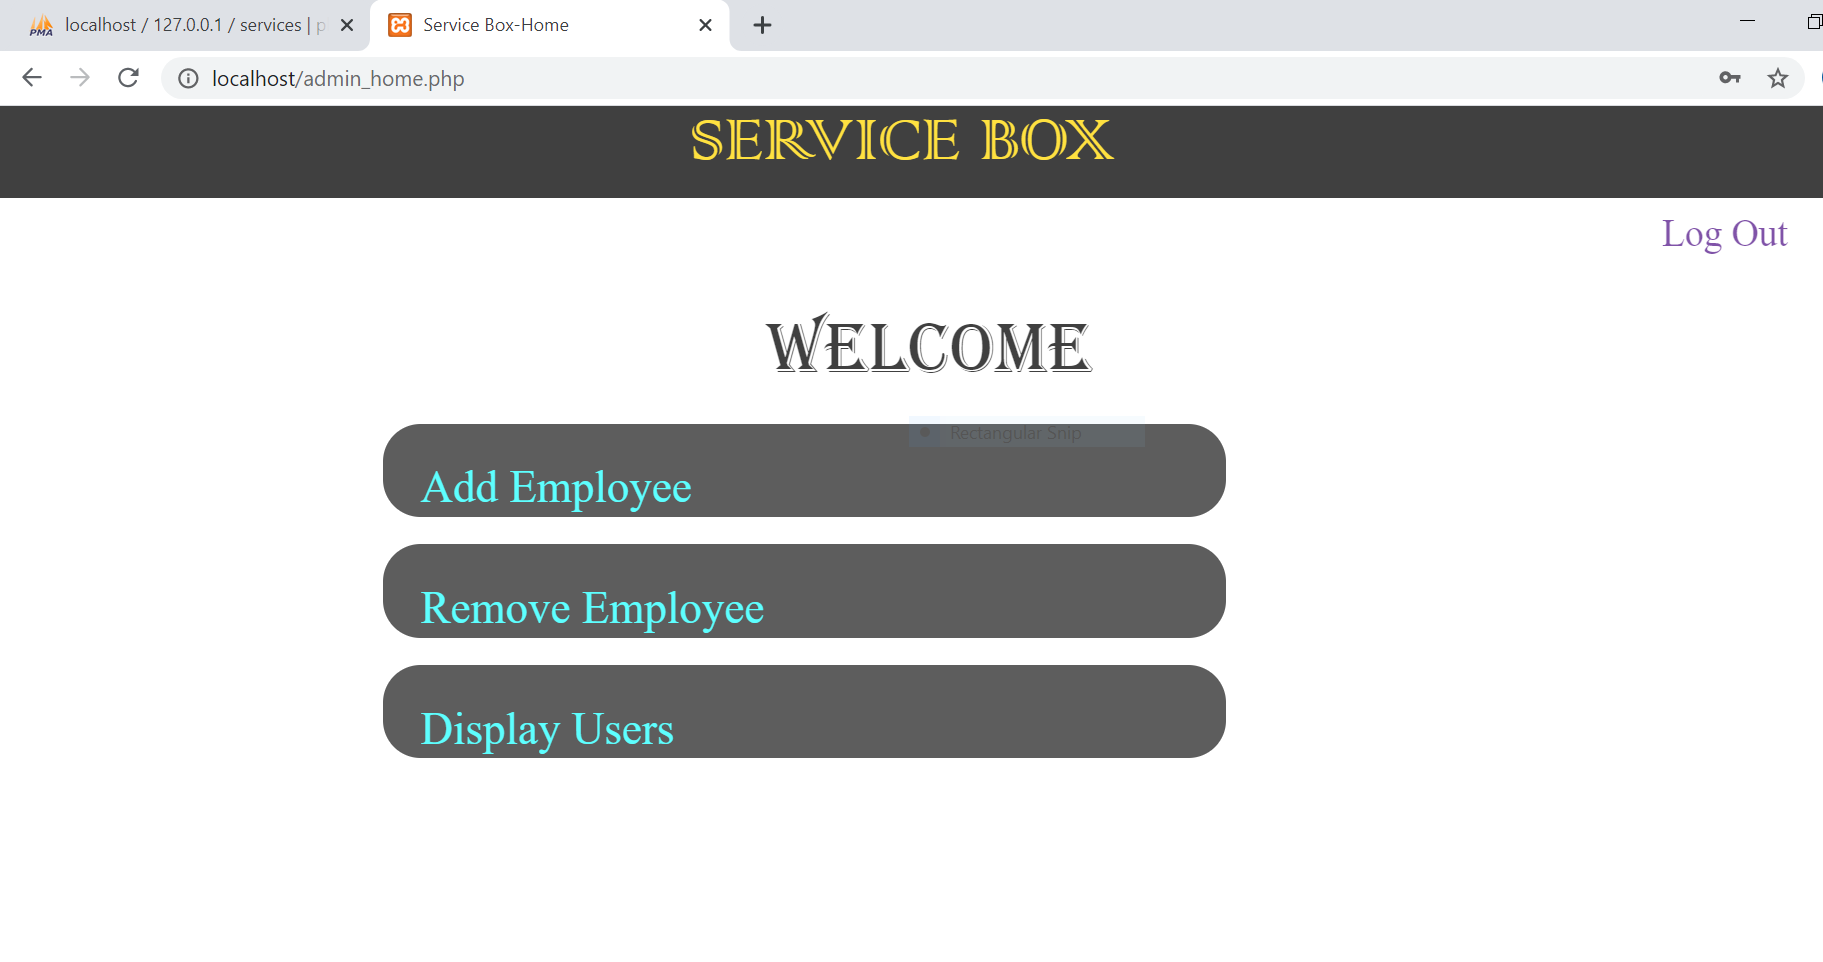 localhost / 127.0.0.1 / services | p
Service Box-Home
localhost/admin_home.php
SERVICE BOX
Log Out
WELCOME
Rectangular Snip
Add Employee
Remove Employee
Display Users